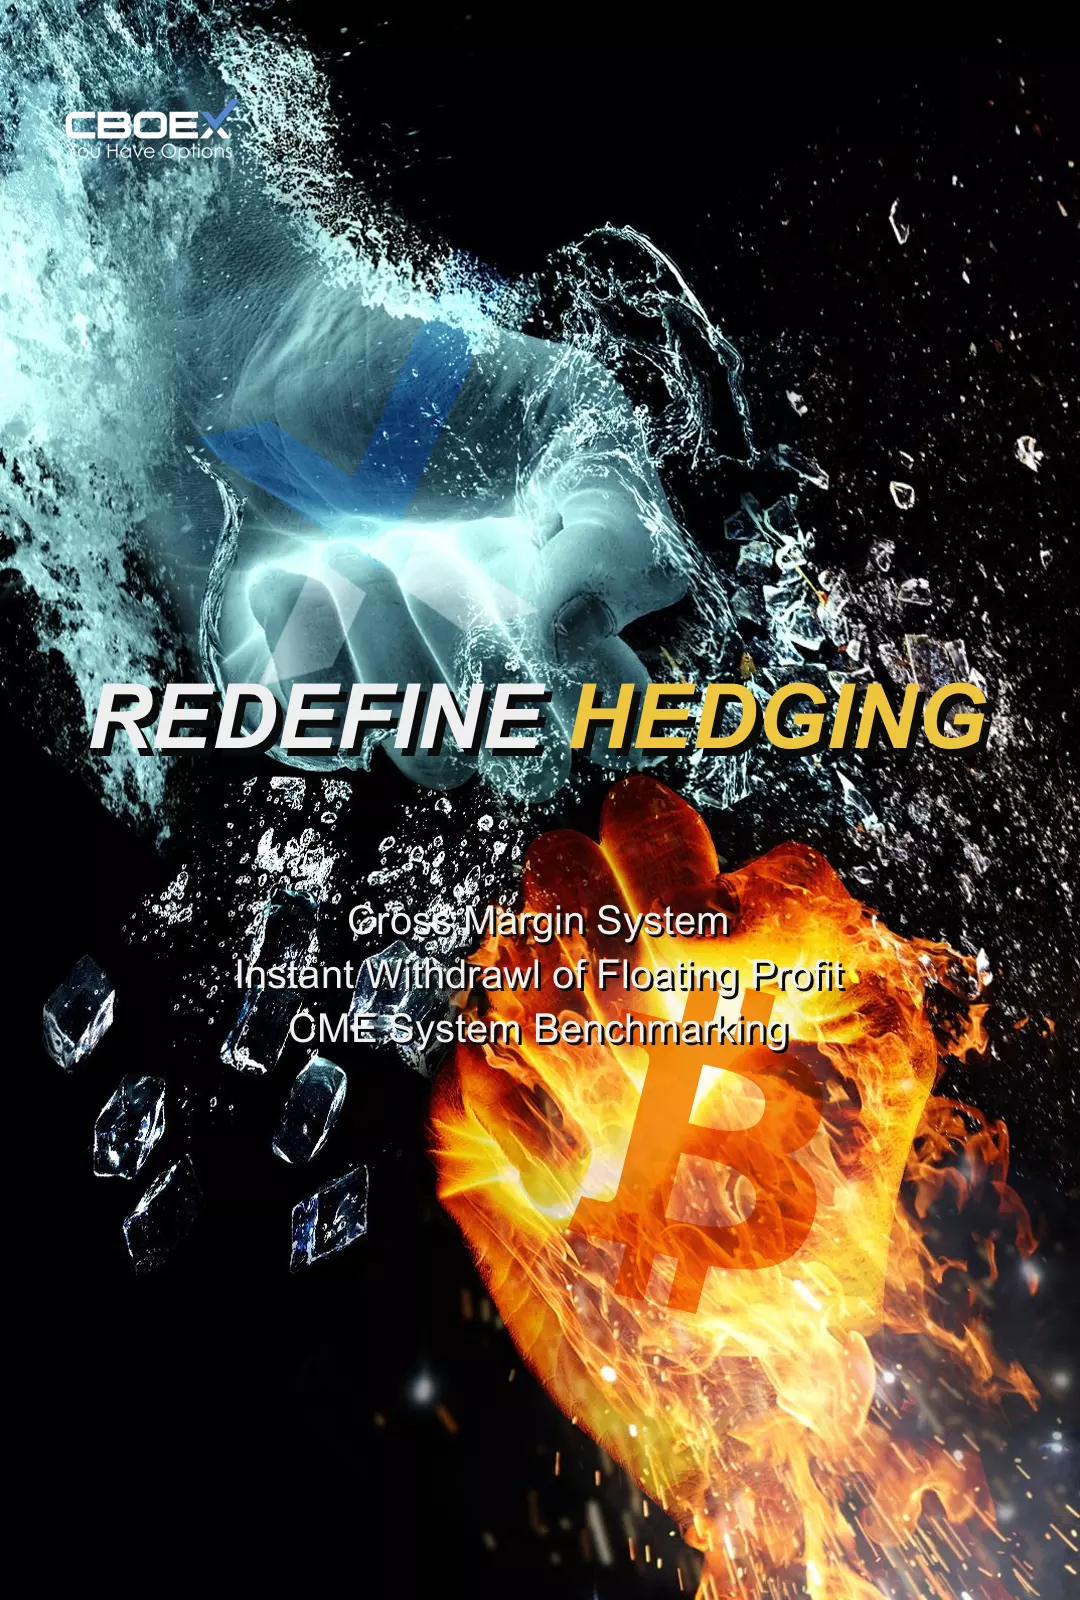 CBOEX
You Have Options
REDEFINE HEDGING
Cross Margin System
Instant Withdrawl of Floating Profit
CME System Benchmarking